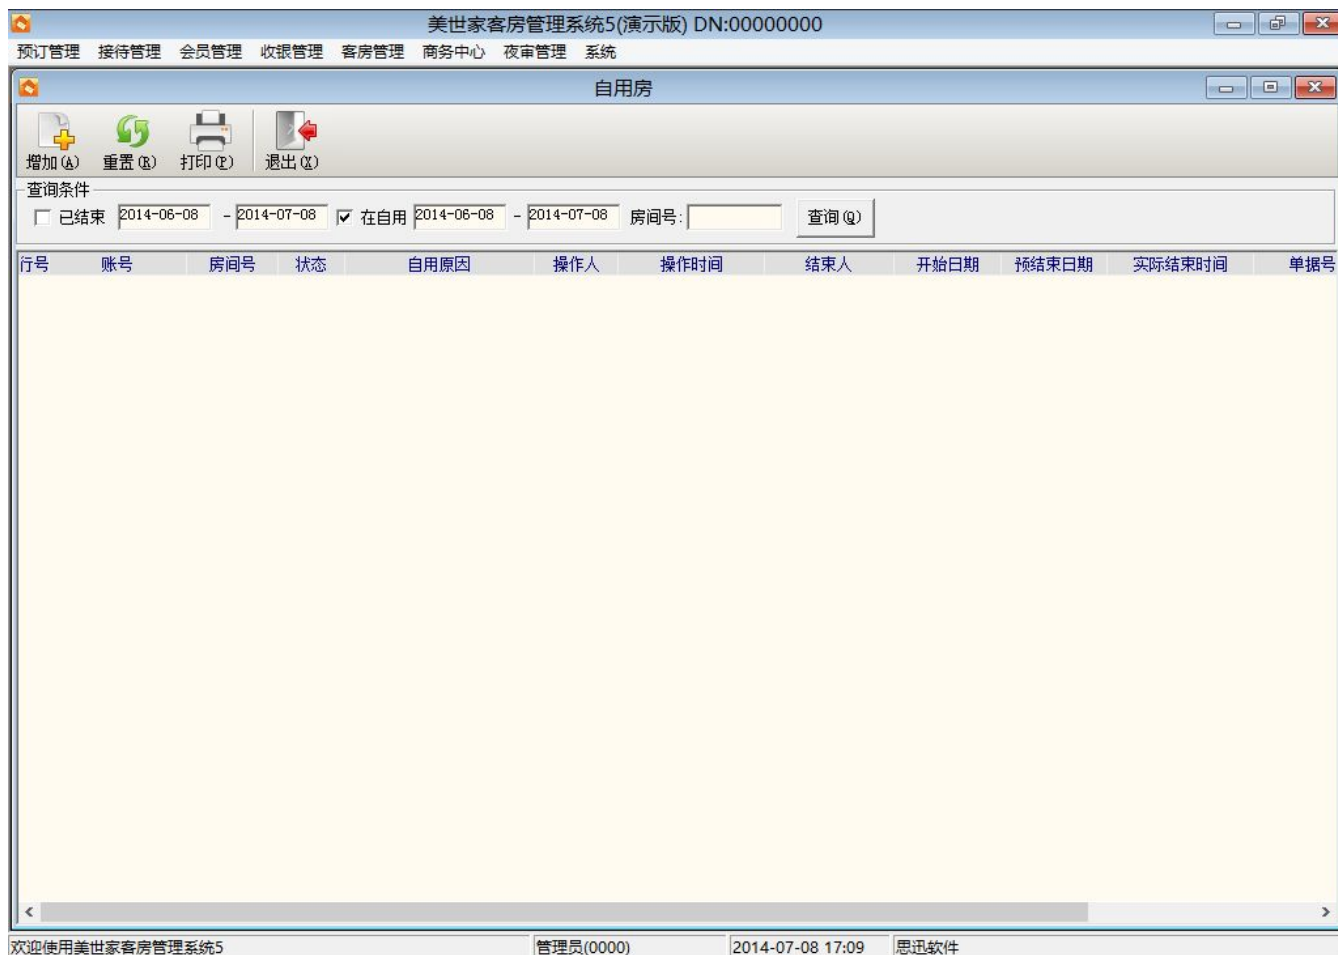 美世家客房管理系统5(演示版) DN:00000000
预订管理 接待管理 会员管理 收银管理 客房管理 商务中心 夜审管理 系统
自用房
增加(A) 重置(R) 打印(P) 退出(X)
查询条件
已结束 2014-06-08 - 2014-07-08 在自用 2014-06-08 - 2014-07-08 房间号: 查询(Q)
行号 账号 房间号 状态 自用原因 操作人 操作时间 结束人 开始日期 预结束日期 实际结束时间 单据号
欢迎使用美世家客房管理系统5 管理员(0000) 2014-07-08 17:09 思迅软件